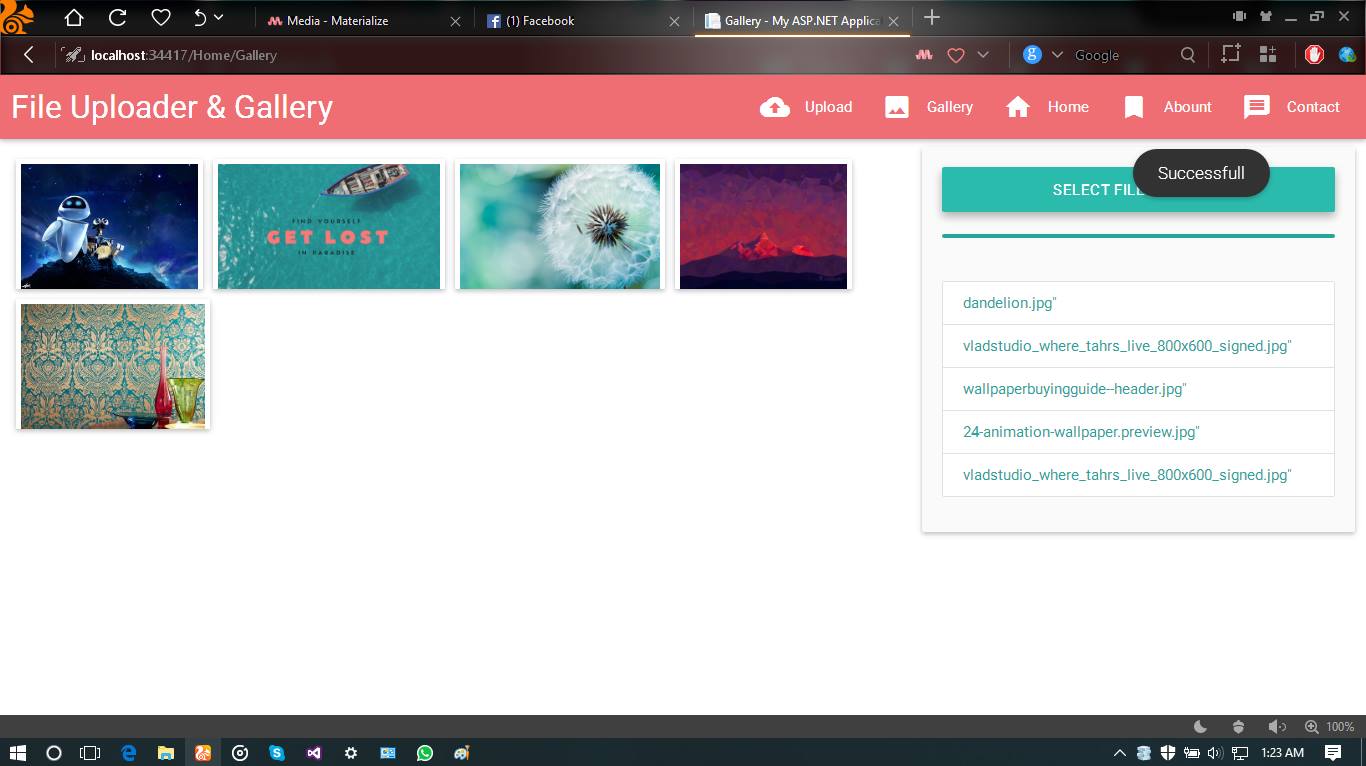 Media - Materialize
(1) Facebook
Gallery - My ASP.NET Applica
localhost:34417/Home/Gallery
Google
File Uploader & Gallery
Upload
Gallery
Home
Abount
Contact
Successfull
SELECT FILE
FIND YOURSELF
GET LOST
IN PARADISE
dandelion.jpg"
vladstudio_where_tahrs_live_800x600_signed.jpg"
wallpaperbuyingguide--header.jpg"
24-animation-wallpaper.preview.jpg"
vladstudio_where_tahrs_live_800x600_signed.jpg"
100%
1:23 AM